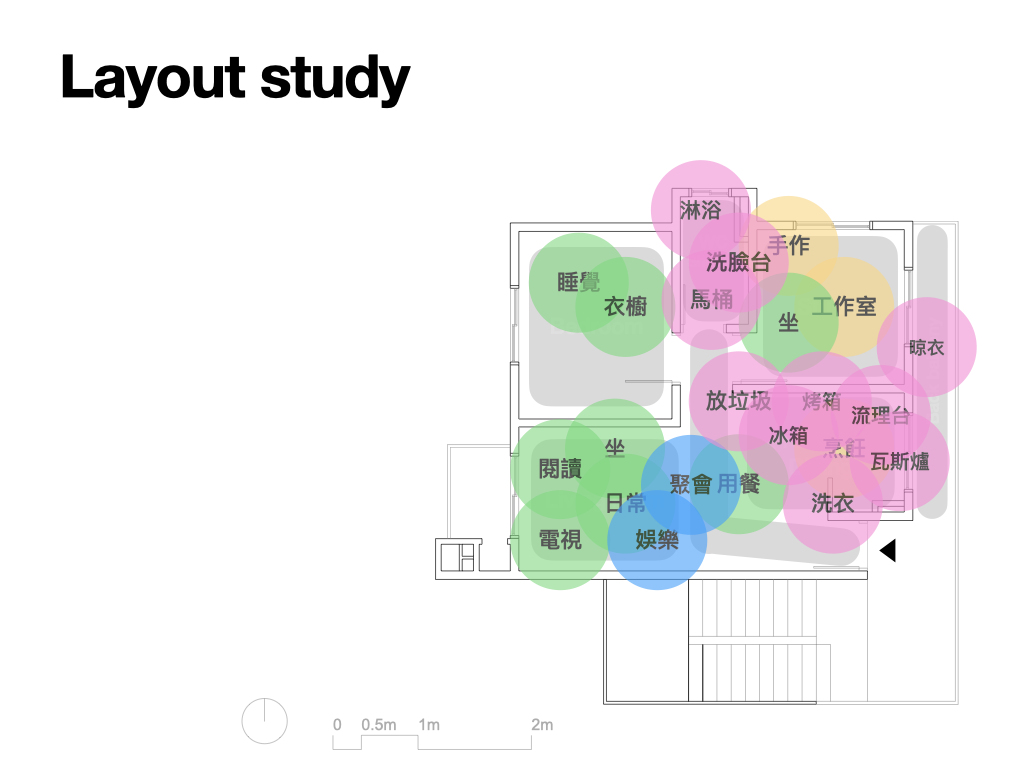 Layout study
淋浴
手作
洗臉台
睡覺
馬桶
衣櫥
工作室
坐
晾衣
放垃圾
烤箱
流理台
冰箱
坐
烹飪
瓦斯爐
閱讀
聚會
用餐
日常
洗衣
電視
娛樂
0 0.5m 1m 2m